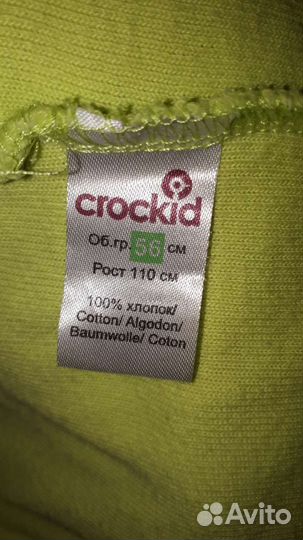 crockid
Об.гр. 56 см
Рост 110 см
100% хлопок/
Cotton/ Algodon/
Baumwolle/ Coton
Avito